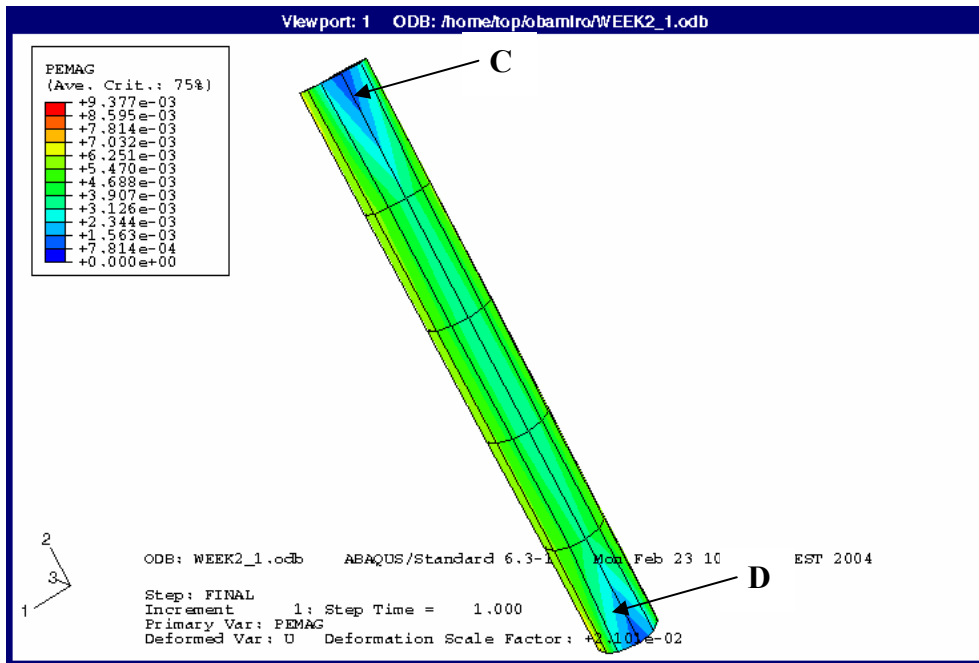 Viewport: 1 ODB: /home/top/obamiro/WEEK2_1.odb
C
PEMAG
(Ave. Crit.: 75%)
+9.377e-03
+8.595e-03
+7.814e-03
+7.032e-03
+6.251e-03
+5.470e-03
+4.688e-03
+3.907e-03
+3.126e-03
+2.344e-03
+1.563e-03
+7.814e-04
+0.000e+00
2
3
1
ODB: WEEK2_1.odb ABAQUS/Standard 6.3-1 Mon Feb 23 10 EST 2004
D
Step: FINAL
Increment 1: Step Time = 1.000
Primary Var: PEMAG
Deformed Var: U Deformation Scale Factor: +2.101e-02